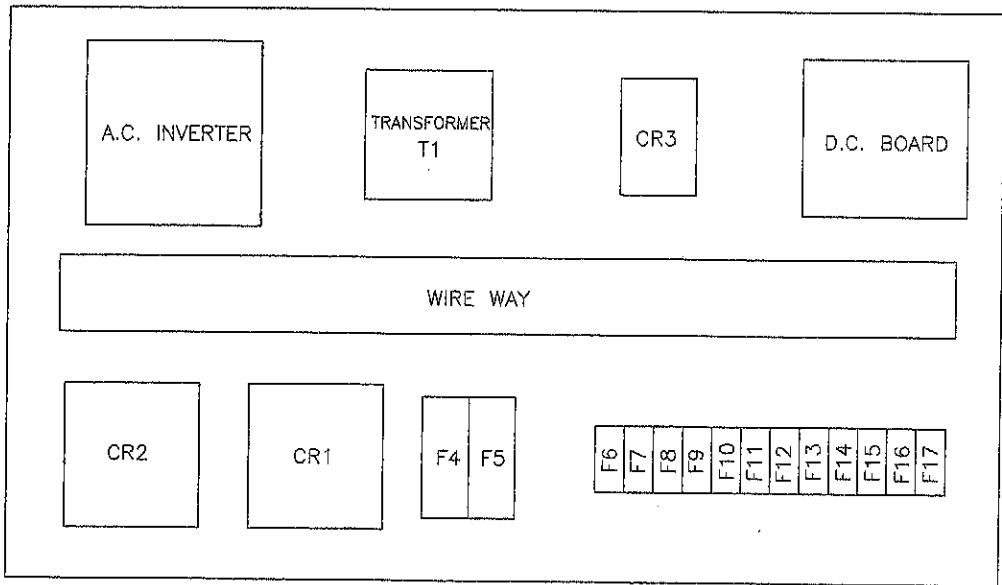 A.C. INVERTER
TRANSFORMER
T1
CR3
D.C. BOARD
WIRE WAY
CR2
CR1
F4
F5
F6
F7
F8
F9
F10
F11
F12
F13
F14
F15
F16
F17